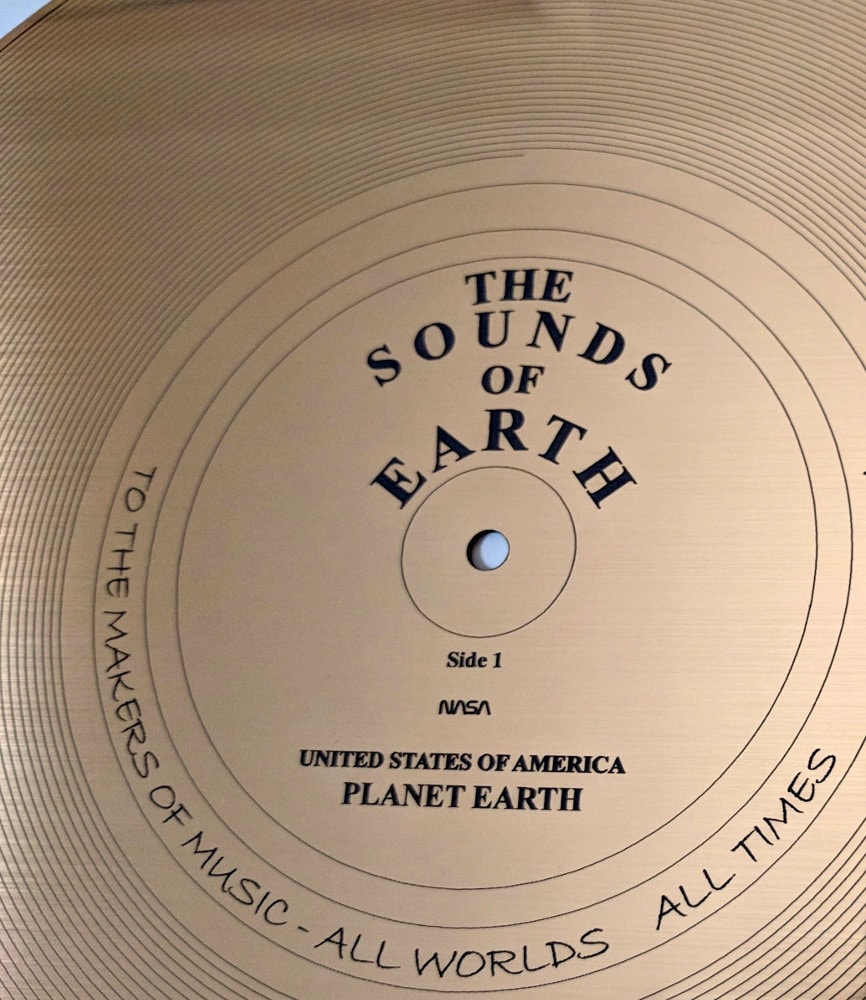 THE
SOUNDS
OF
EARTH
Side 1
NASA
UNITED STATES OF AMERICA
PLANET EARTH
TO THE MAKERS OF MUSIC - ALL WORLDS ALL TIMES